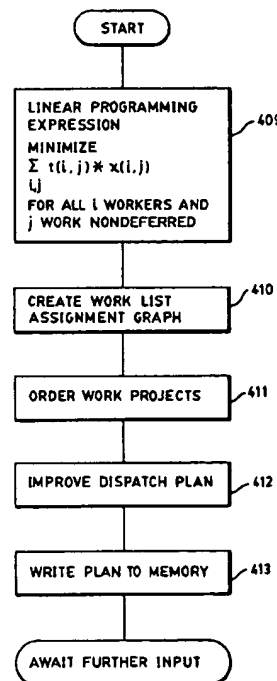 START
LINEAR PROGRAMMING
EXPRESSION
MINIMIZE
Σ t(i,j)* x(i,j)
i,j
FOR ALL i WORKERS AND
j WORK NONDEFERRED
409
CREATE WORK LIST
ASSIGNMENT GRAPH
410
ORDER WORK PROJECTS
411
IMPROVE DISPATCH PLAN
412
WRITE PLAN TO MEMORY
413
AWAIT FURTHER INPUT